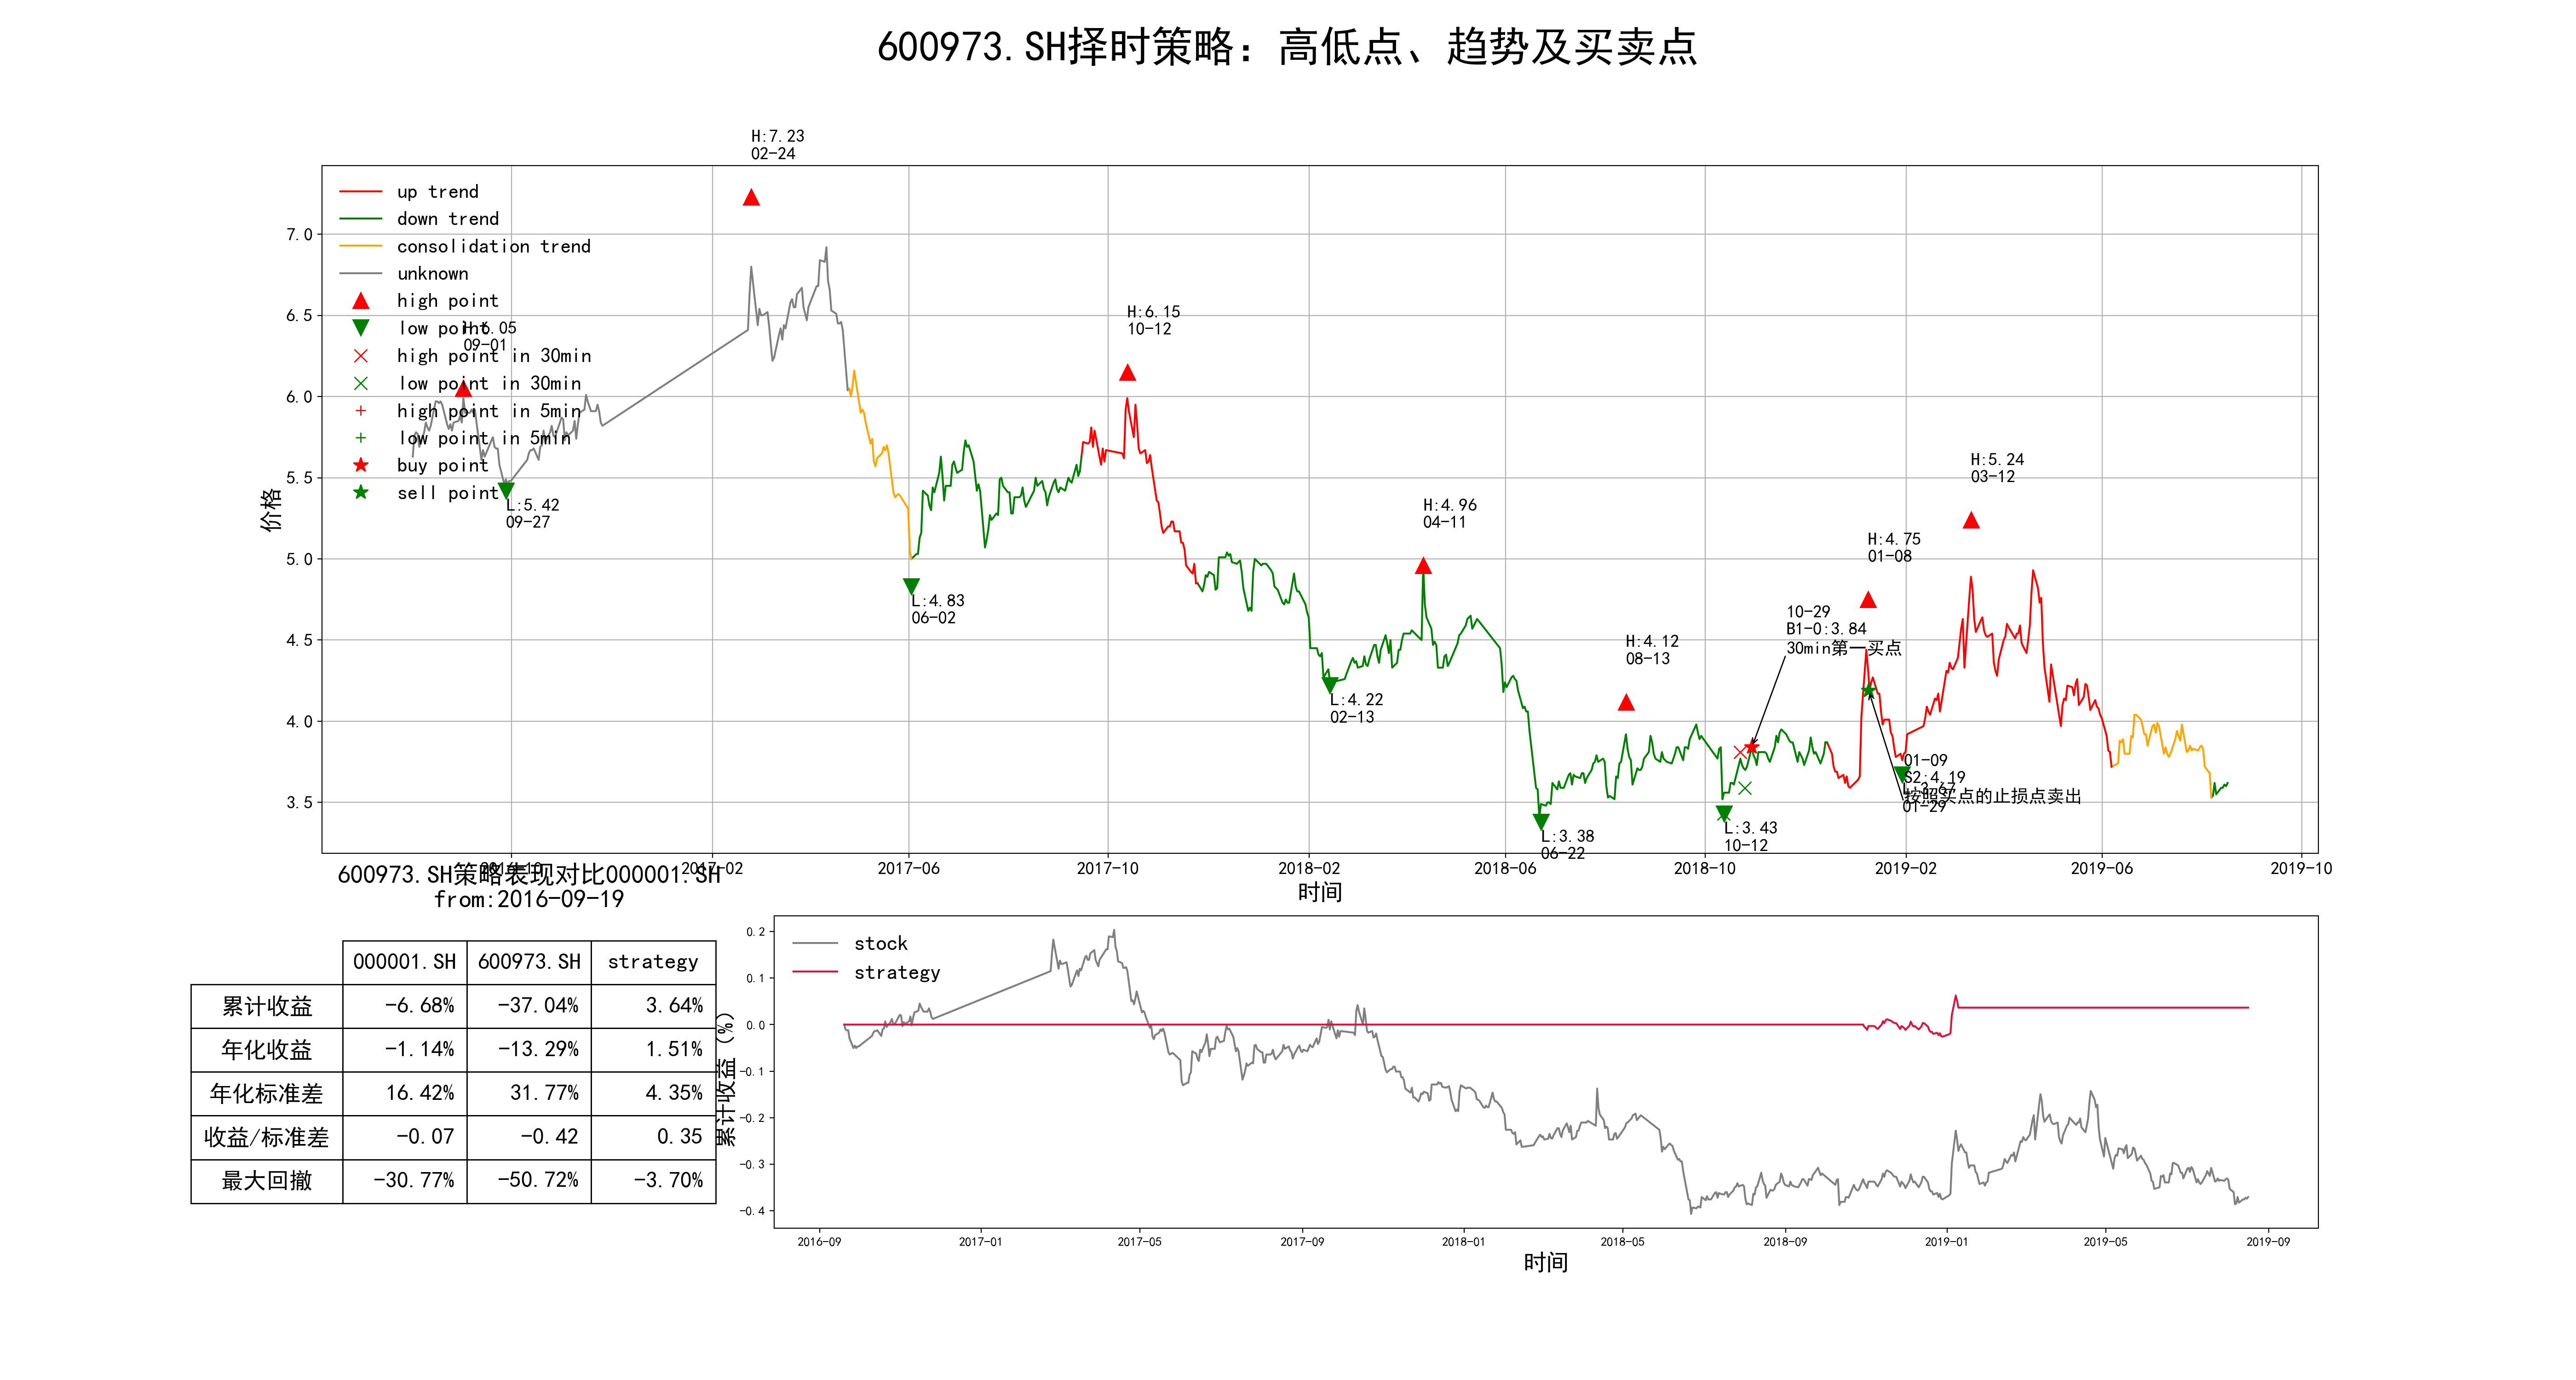 600973.SH择时策略：高低点、趋势及买卖点
H:7.23
02-24
up trend
down trend
consolidation trend
unknown
high point
low point
high point in 30min
low point in 30min
high point in 5min
low point in 5min
buy point
sell point
H:6.05
09-01
L:5.42
09-27
L:4.83
06-02
H:6.15
10-12
L:4.22
02-13
H:4.96
04-11
L:3.38
06-22
H:4.12
08-13
L:3.43
10-12
10-29
B1-0:3.84
30min第一买点
H:4.75
01-08
H:5.24
03-12
01-09
S2:4.19
按照买点的止损点卖出
L:3.67
01-29
价格
7.0
6.5
6.0
5.5
5.0
4.5
4.0
3.5
2016-10
2017-02
2017-06
2017-10
2018-02
2018-06
2018-10
2019-02
2019-06
2019-10
时间
600973.SH策略表现对比000001.SH
from:2016-09-19
000001.SH 600973.SH strategy
累计收益 -6.68% -37.04% 3.64%
年化收益 -1.14% -13.29% 1.51%
年化标准差 16.42% 31.77% 4.35%
收益/标准差 -0.07 -0.42 0.35
最大回撤 -30.77% -50.72% -3.70%
累计收益（%）
0.2
0.1
0.0
-0.1
-0.2
-0.3
-0.4
stock
strategy
2016-09
2017-01
2017-05
2017-09
2018-01
2018-05
2018-09
2019-01
2019-05
2019-09
时间